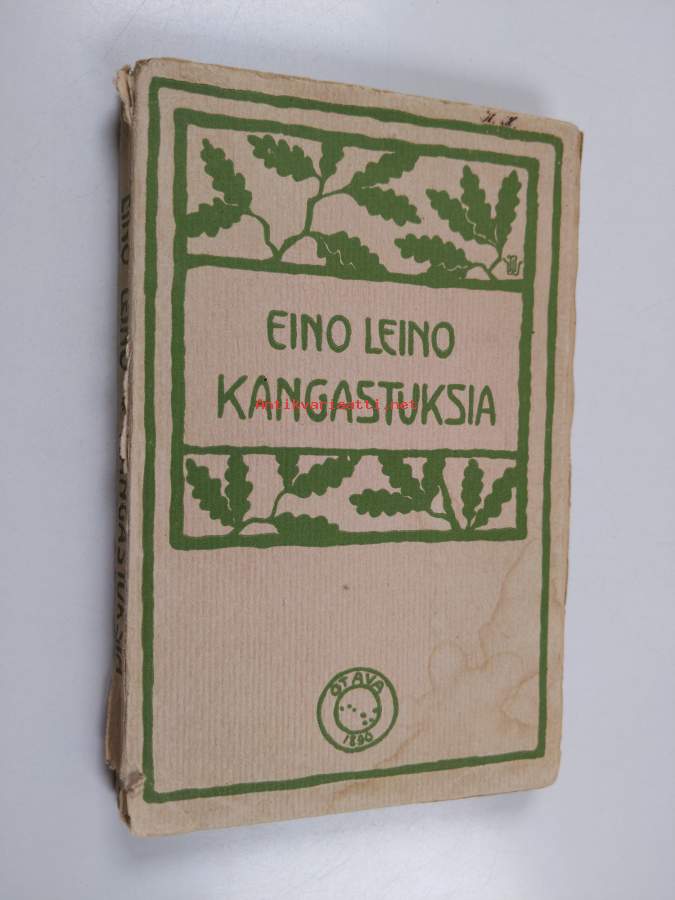 H. H.
EINO LEINO
KANGASTUKSIA
Antikvariaatti.net
OTAVA
1890
EINO LEINO KANGASTUKSIA